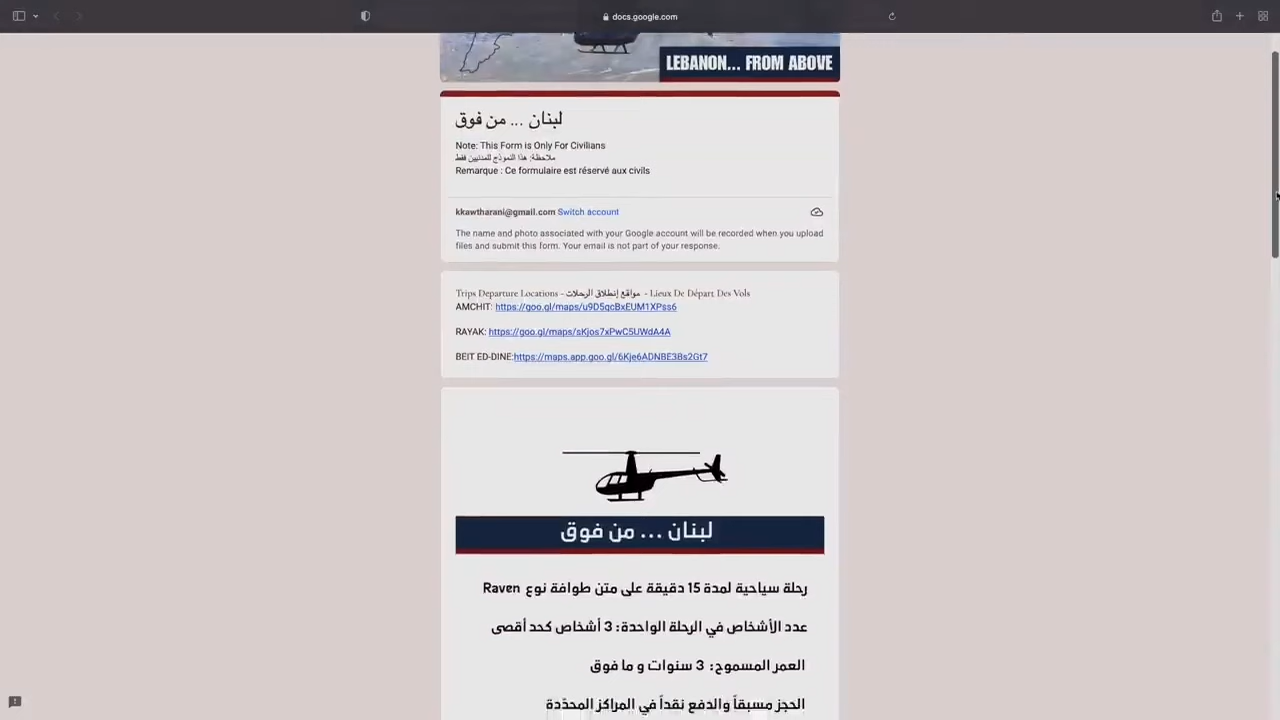 docs.google.com
LEBANON... FROM ABOVE
لبنان ... من فوق
Note: This Form is Only For Civilians
ملاحظة: هذا النموذج للمدنيين فقط
Remarque : Ce formulaire est réservé aux civils
kkawtharani@gmail.com Switch account
The name and photo associated with your Google account will be recorded when you upload
files and submit this form. Your email is not part of your response.
Trips Departure Locations - مواقع إنطلاق الرحلات - Lieux De Départ Des Vols
AMCHIT: https://goo.gl/maps/u9D5qcBxEUM1XPss6
RAYAK: https://goo.gl/maps/sKjos7xPwC5UWdA4A
BEIT ED-DINE:https://maps.app.goo.gl/6Kje6ADNBE3Bs2Gt7
لبنان ... من فوق
رحلة سياحية لمدة 15 دقيقة على متن طوافة نوع Raven
عدد الأشخاص في الرحلة الواحدة: 3 أشخاص كحد أقصى
العمر المسموح: 3 سنوات و ما فوق
الحجز مسبقاً والدفع نقداً في المراكز المحدّدة